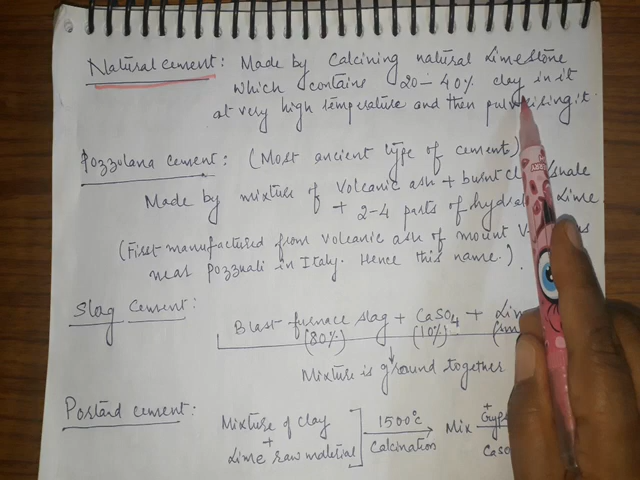 Natural cement: Made by Calcining natural Limestone
which contains 20-40% clay in it
at very high temperature and then pulverising it.
Pozzolana cement: (Most ancient type of cement)
Made by mixture of Volcanic ash + burnt
+ 2-4 parts of Lime.
(First manufactured from Volcanic ash of mount
near Pozzuali in Italy. Hence this name.)
Slag Cement:
Blast furnace slag + CaSO4 +
(80%) (10%)
Mixture is ground together
Postand cement:
Mixture of clay
+
Lime raw material
1500°C
Calcination
Mix
+